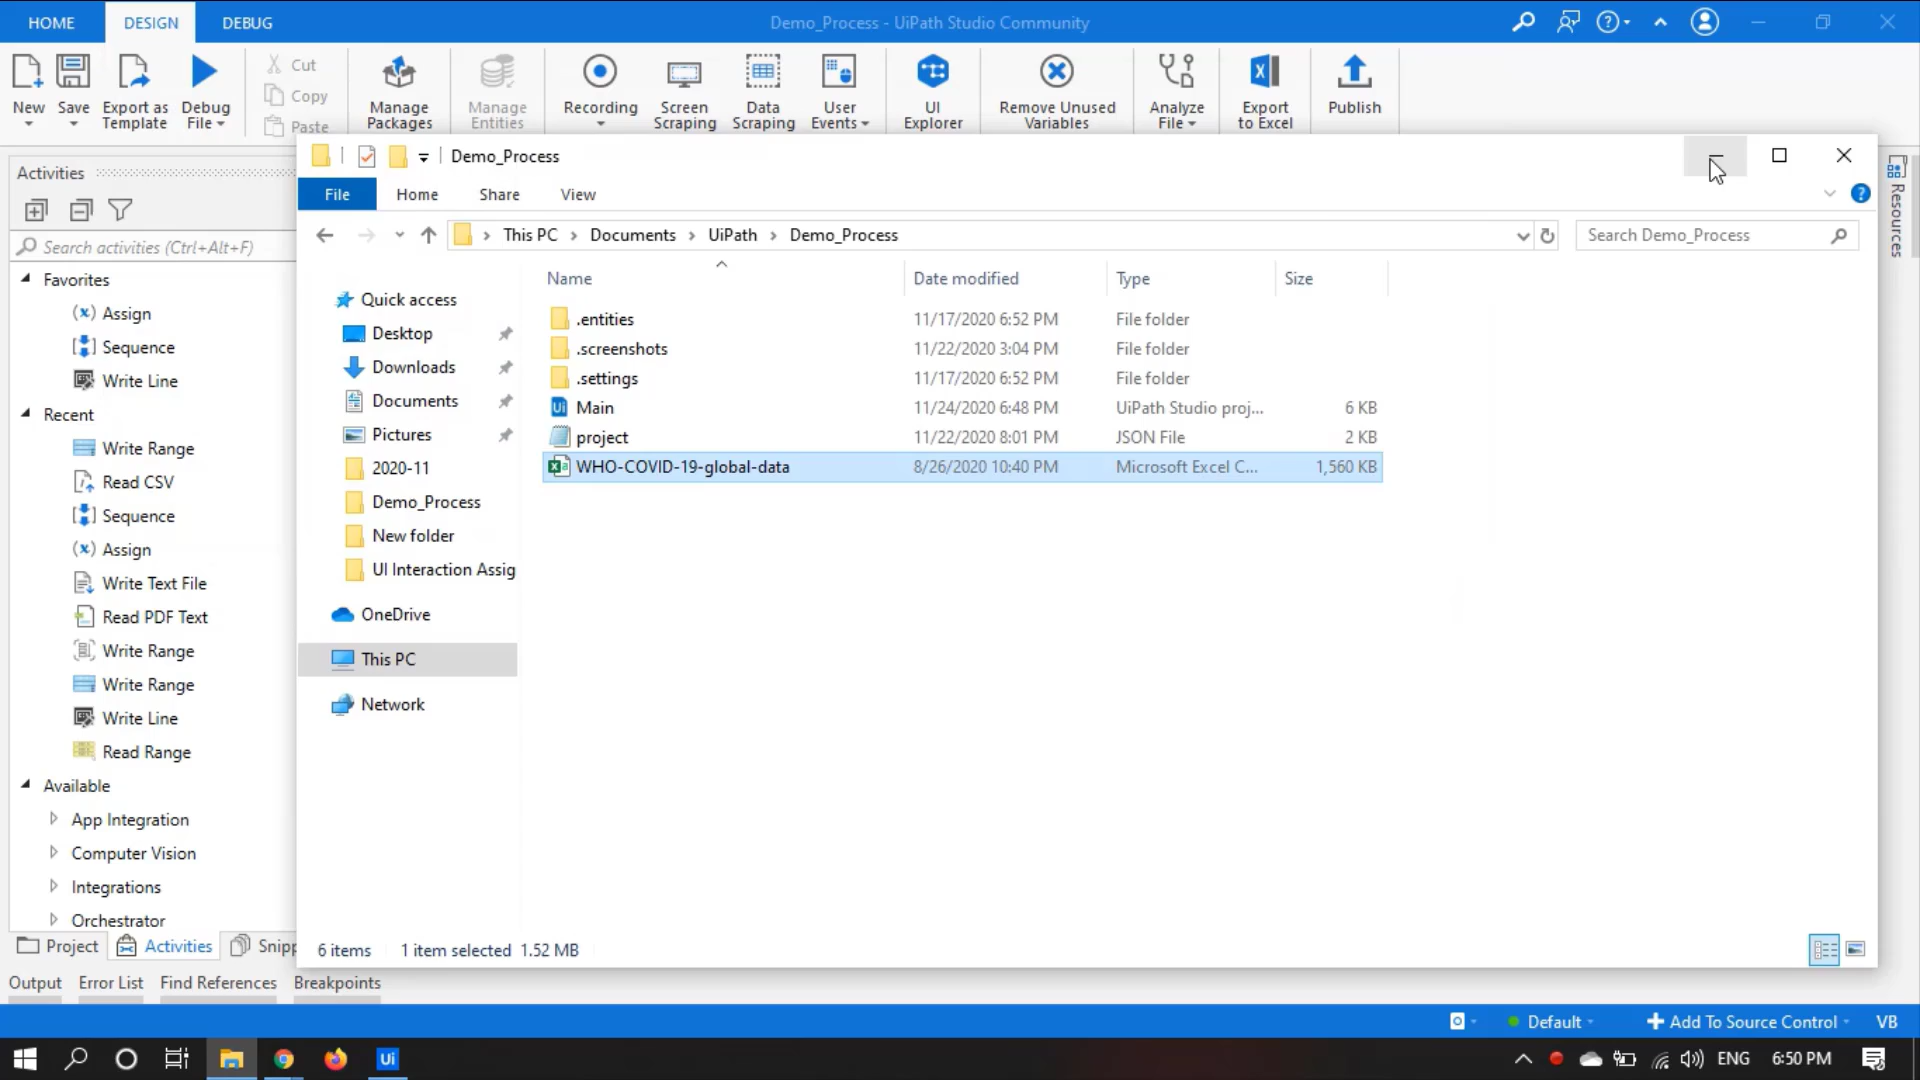 HOME DESIGN DEBUG Demo_Process - UiPath Studio Community
New Save Export as Template Debug File Cut Copy Paste Manage Packages Manage Entities Recording Screen Scraping Data Scraping User Events UI Explorer Remove Unused Variables Analyze File Export to Excel Publish
Demo_Process
File Home Share View
This PC Documents UiPath Demo_Process Search Demo_Process
Name Date modified Type Size
.entities 11/17/2020 6:52 PM File folder
.screenshots 11/22/2020 3:04 PM File folder
.settings 11/17/2020 6:52 PM File folder
Main 11/24/2020 6:48 PM UiPath Studio proj... 6 KB
project 11/22/2020 8:01 PM JSON File 2 KB
WHO-COVID-19-global-data 8/26/2020 10:40 PM Microsoft Excel C... 1,560 KB
Quick access
Desktop
Downloads
Documents
Pictures
2020-11
Demo_Process
New folder
UI Interaction Assig
OneDrive
This PC
Network
6 items 1 item selected 1.52 MB
Activities
Search activities (Ctrl+Alt+F)
Favorites
Assign
Sequence
Write Line
Recent
Write Range
Read CSV
Sequence
Assign
Write Text File
Read PDF Text
Write Range
Write Range
Write Line
Read Range
Available
App Integration
Computer Vision
Integrations
Orchestrator
Project Activities Snipp
Resources
Output Error List Find References Breakpoints
Default Add To Source Control VB
Ui ENG 6:50 PM